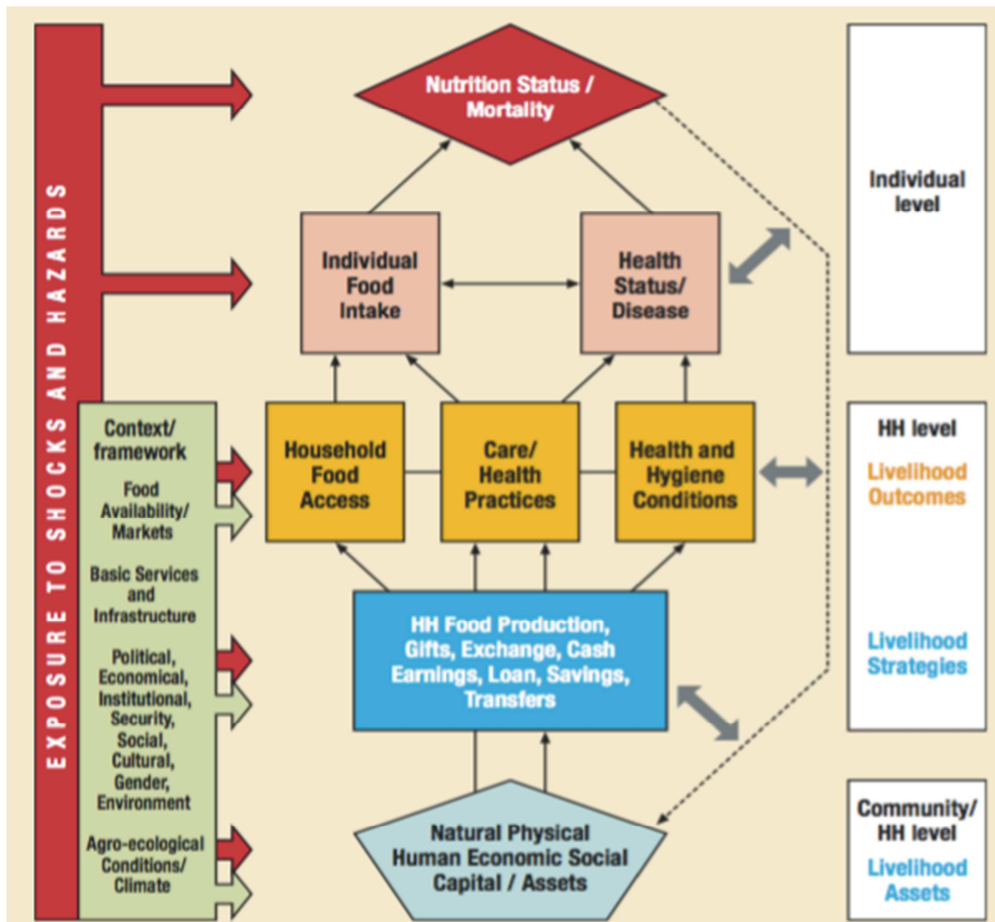 EXPOSURE TO SHOCKS AND HAZARDS
Nutrition Status /
Mortality
Individual
level
Individual
Food
Intake
Health
Status/
Disease
Context/
framework
Food
Availability/
Markets
Basic Services
and
Infrastructure
Political,
Economical,
Institutional,
Security,
Social,
Cultural,
Gender,
Environment
Agro-ecological
Conditions/
Climate
Household
Food
Access
Care/
Health
Practices
Health and
Hygiene
Conditions
HH level
Livelihood
Outcomes
HH Food Production,
Gifts, Exchange, Cash
Earnings, Loan, Savings,
Transfers
Livelihood
Strategies
Natural Physical
Human Economic Social
Capital / Assets
Community/
HH level
Livelihood
Assets